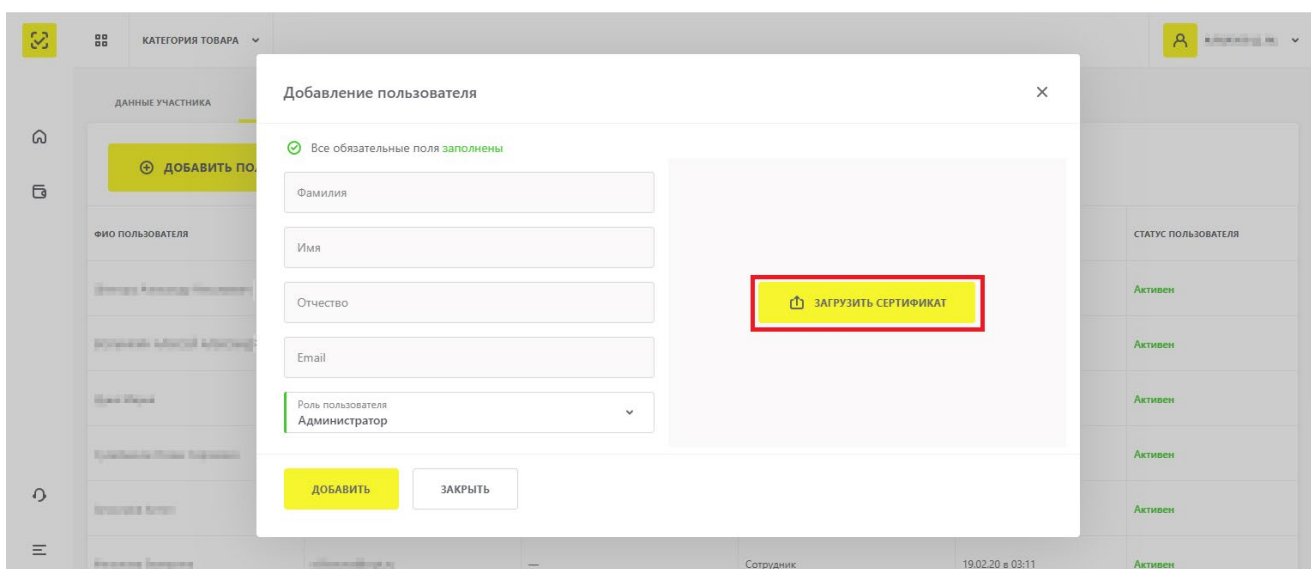 КАТЕГОРИЯ ТОВАРА
ДАННЫЕ УЧАСТНИКА
Добавление пользователя
Все обязательные поля заполнены
ДОБАВИТЬ ПО
Фамилия
ФИО ПОЛЬЗОВАТЕЛЯ
СТАТУС ПОЛЬЗОВАТЕЛЯ
Имя
Отчество
ЗАГРУЗИТЬ СЕРТИФИКАТ
Активен
Email
Активен
Роль пользователя
Администратор
Активен
Активен
ДОБАВИТЬ
ЗАКРЫТЬ
Активен
—
Сотрудник
19.02.20 в 03:11
Активен